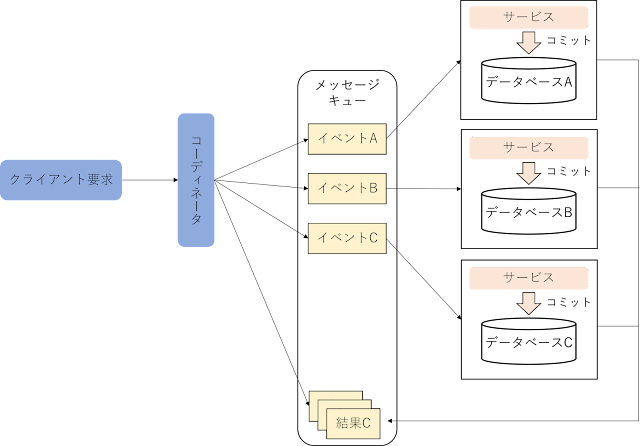 クライアント要求
コーディネータ
メッセージ
キュー
イベントA
イベントB
イベントC
結果C
サービス
コミット
データベースA
サービス
コミット
データベースB
サービス
コミット
データベースC